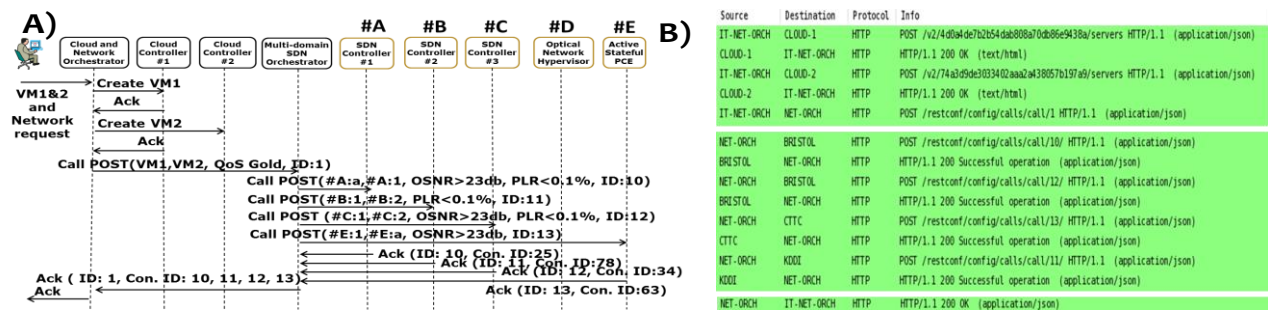 A)
#A #B #C #D #E
Cloud and Network Orchestrator
Cloud Controller #1
Cloud Controller #2
Multi-domain SDN Orchestrator
SDN Controller #1
SDN Controller #2
SDN Controller #3
Optical Network Hypervisor
Active Stateful PCE
VM1&2 and Network request
Create VM1
Ack
Create VM2
Ack
Call POST(VM1,VM2, QoS Gold, ID:1)
Call POST(#A:a,#A:1, OSNR>23db, PLR<0.1%, ID:10)
Call POST(#B:1,#B:2, PLR<0.1%, ID:11)
Call POST (#C:1,#C:2, OSNR>23db, PLR<0.1%, ID:12)
Call POST(#E:1,#E:a, OSNR>23db, ID:13)
Ack (ID: 10, Con. ID:25)
Ack (ID: 11, Con. ID:78)
Ack (ID: 12, Con. ID:34)
Ack ( ID: 1, Con. ID: 10, 11, 12, 13)
Ack (ID: 13, Con. ID:63)
Ack
B)
Source Destination Protocol Info
IT-NET-ORCH CLOUD-1 HTTP POST /v2/4d0a4de7b2b54dab808a70db86e9438a/servers HTTP/1.1 (application/json)
CLOUD-1 IT-NET-ORCH HTTP HTTP/1.1 200 OK (text/html)
IT-NET-ORCH CLOUD-2 HTTP POST /v2/74a3d9de3033402aaa2a438057b197a9/servers HTTP/1.1 (application/json)
CLOUD-2 IT-NET-ORCH HTTP HTTP/1.1 200 OK (text/html)
IT-NET-ORCH NET-ORCH HTTP POST /restconf/config/calls/call/1 HTTP/1.1 (application/json)
NET-ORCH BRISTOL HTTP POST /restconf/config/calls/call/10/ HTTP/1.1 (application/json)
BRISTOL NET-ORCH HTTP HTTP/1.1 200 Successful operation (application/json)
NET-ORCH BRISTOL HTTP POST /restconf/config/calls/call/12/ HTTP/1.1 (application/json)
BRISTOL NET-ORCH HTTP HTTP/1.1 200 Successful operation (application/json)
NET-ORCH CTTC HTTP POST /restconf/config/calls/call/13/ HTTP/1.1 (application/json)
CTTC NET-ORCH HTTP HTTP/1.1 200 Successful operation (application/json)
NET-ORCH KDDI HTTP POST /restconf/config/calls/call/11/ HTTP/1.1 (application/json)
KDDI NET-ORCH HTTP HTTP/1.1 200 Successful operation (application/json)
NET-ORCH IT-NET-ORCH HTTP HTTP/1.1 200 OK (application/json)